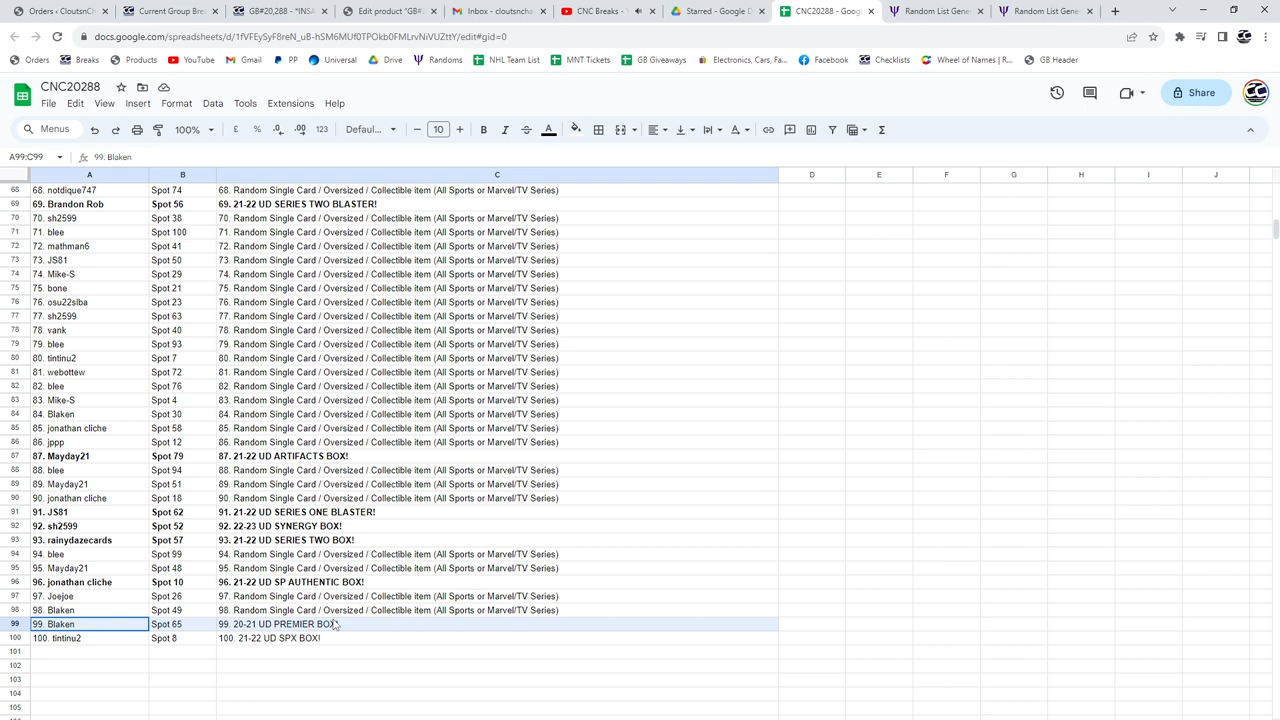 Orders ‹ CloutsnCh
Current Group Brea
GB#20,288 - "INSA
Edit product "GB#2
Inbox - cloutsnchar
CNC Breaks -
Starred - Google D
CNC20288 - Goog
Random List Gene
Random List Gene
docs.google.com/spreadsheets/d/1fVFEySyF8reN_uB-hSM6MUf0TPOkb0FMLrvNiVUZttY/edit#gid=0
Orders Breaks Products YouTube Gmail PP Universal Drive Randoms NHL Team List MNT Tickets GB Giveaways Electronics, Cars, Fa... Facebook Checklists Wheel of Names | R... GB Header
CNC20288
File Edit View Insert Format Data Tools Extensions Help
Share
Menus 100% £ % .0 .00 123 Defaul... 10 B I A
A99:C99 fx 99. Blaken
A B C D E F G H I J
68 68. notdique747 Spot 74 68. Random Single Card / Oversized / Collectible item (All Sports or Marvel/TV Series)
69 69. Brandon Rob Spot 56 69. 21-22 UD SERIES TWO BLASTER!
70 70. sh2599 Spot 38 70. Random Single Card / Oversized / Collectible item (All Sports or Marvel/TV Series)
71 71. blee Spot 100 71. Random Single Card / Oversized / Collectible item (All Sports or Marvel/TV Series)
72 72. mathman6 Spot 41 72. Random Single Card / Oversized / Collectible item (All Sports or Marvel/TV Series)
73 73. JS81 Spot 50 73. Random Single Card / Oversized / Collectible item (All Sports or Marvel/TV Series)
74 74. Mike-S Spot 29 74. Random Single Card / Oversized / Collectible item (All Sports or Marvel/TV Series)
75 75. bone Spot 21 75. Random Single Card / Oversized / Collectible item (All Sports or Marvel/TV Series)
76 76. osu22slba Spot 23 76. Random Single Card / Oversized / Collectible item (All Sports or Marvel/TV Series)
77 77. sh2599 Spot 63 77. Random Single Card / Oversized / Collectible item (All Sports or Marvel/TV Series)
78 78. vank Spot 40 78. Random Single Card / Oversized / Collectible item (All Sports or Marvel/TV Series)
79 79. blee Spot 93 79. Random Single Card / Oversized / Collectible item (All Sports or Marvel/TV Series)
80 80. tintinu2 Spot 7 80. Random Single Card / Oversized / Collectible item (All Sports or Marvel/TV Series)
81 81. webottew Spot 72 81. Random Single Card / Oversized / Collectible item (All Sports or Marvel/TV Series)
82 82. blee Spot 76 82. Random Single Card / Oversized / Collectible item (All Sports or Marvel/TV Series)
83 83. Mike-S Spot 4 83. Random Single Card / Oversized / Collectible item (All Sports or Marvel/TV Series)
84 84. Blaken Spot 30 84. Random Single Card / Oversized / Collectible item (All Sports or Marvel/TV Series)
85 85. jonathan cliche Spot 58 85. Random Single Card / Oversized / Collectible item (All Sports or Marvel/TV Series)
86 86. jppp Spot 12 86. Random Single Card / Oversized / Collectible item (All Sports or Marvel/TV Series)
87 87. Mayday21 Spot 79 87. 21-22 UD ARTIFACTS BOX!
88 88. blee Spot 94 88. Random Single Card / Oversized / Collectible item (All Sports or Marvel/TV Series)
89 89. Mayday21 Spot 51 89. Random Single Card / Oversized / Collectible item (All Sports or Marvel/TV Series)
90 90. jonathan cliche Spot 18 90. Random Single Card / Oversized / Collectible item (All Sports or Marvel/TV Series)
91 91. JS81 Spot 62 91. 21-22 UD SERIES ONE BLASTER!
92 92. sh2599 Spot 52 92. 22-23 UD SYNERGY BOX!
93 93. rainydazecards Spot 57 93. 21-22 UD SERIES TWO BOX!
94 94. blee Spot 99 94. Random Single Card / Oversized / Collectible item (All Sports or Marvel/TV Series)
95 95. Mayday21 Spot 48 95. Random Single Card / Oversized / Collectible item (All Sports or Marvel/TV Series)
96 96. jonathan cliche Spot 10 96. 21-22 UD SP AUTHENTIC BOX!
97 97. Joejoe Spot 26 97. Random Single Card / Oversized / Collectible item (All Sports or Marvel/TV Series)
98 98. Blaken Spot 49 98. Random Single Card / Oversized / Collectible item (All Sports or Marvel/TV Series)
99 99. Blaken Spot 65 99. 20-21 UD PREMIER BOX!
100 100. tintinu2 Spot 8 100. 21-22 UD SPX BOX!
101
102
103
104
105